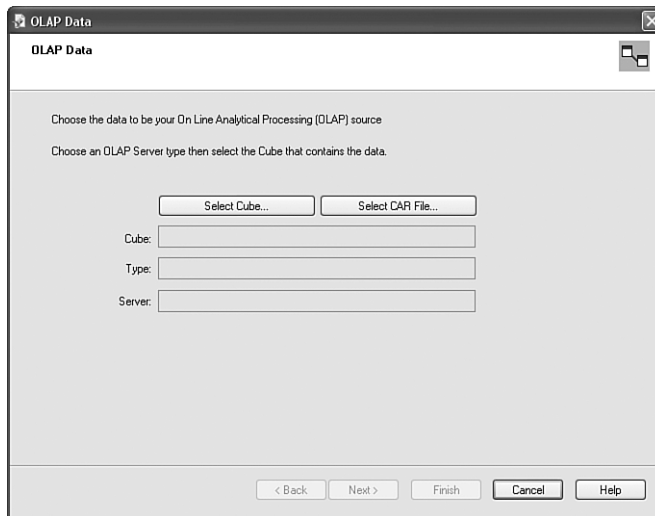 OLAP Data
OLAP Data
Choose the data to be your On Line Analytical Processing (OLAP) source
Choose an OLAP Server type then select the Cube that contains the data.
Select Cube... Select CAR File...
Cube:
Type:
Server:
< Back Next > Finish Cancel Help